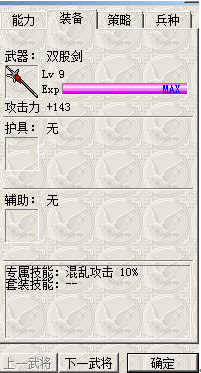 能力 装备 策略 兵种
武器： 双股剑
Lv 9
Exp MAX
攻击力 +143
护具： 无
辅助： 无
专属技能：混乱攻击 10%
套装技能：--
上一武将 下一武将 确定